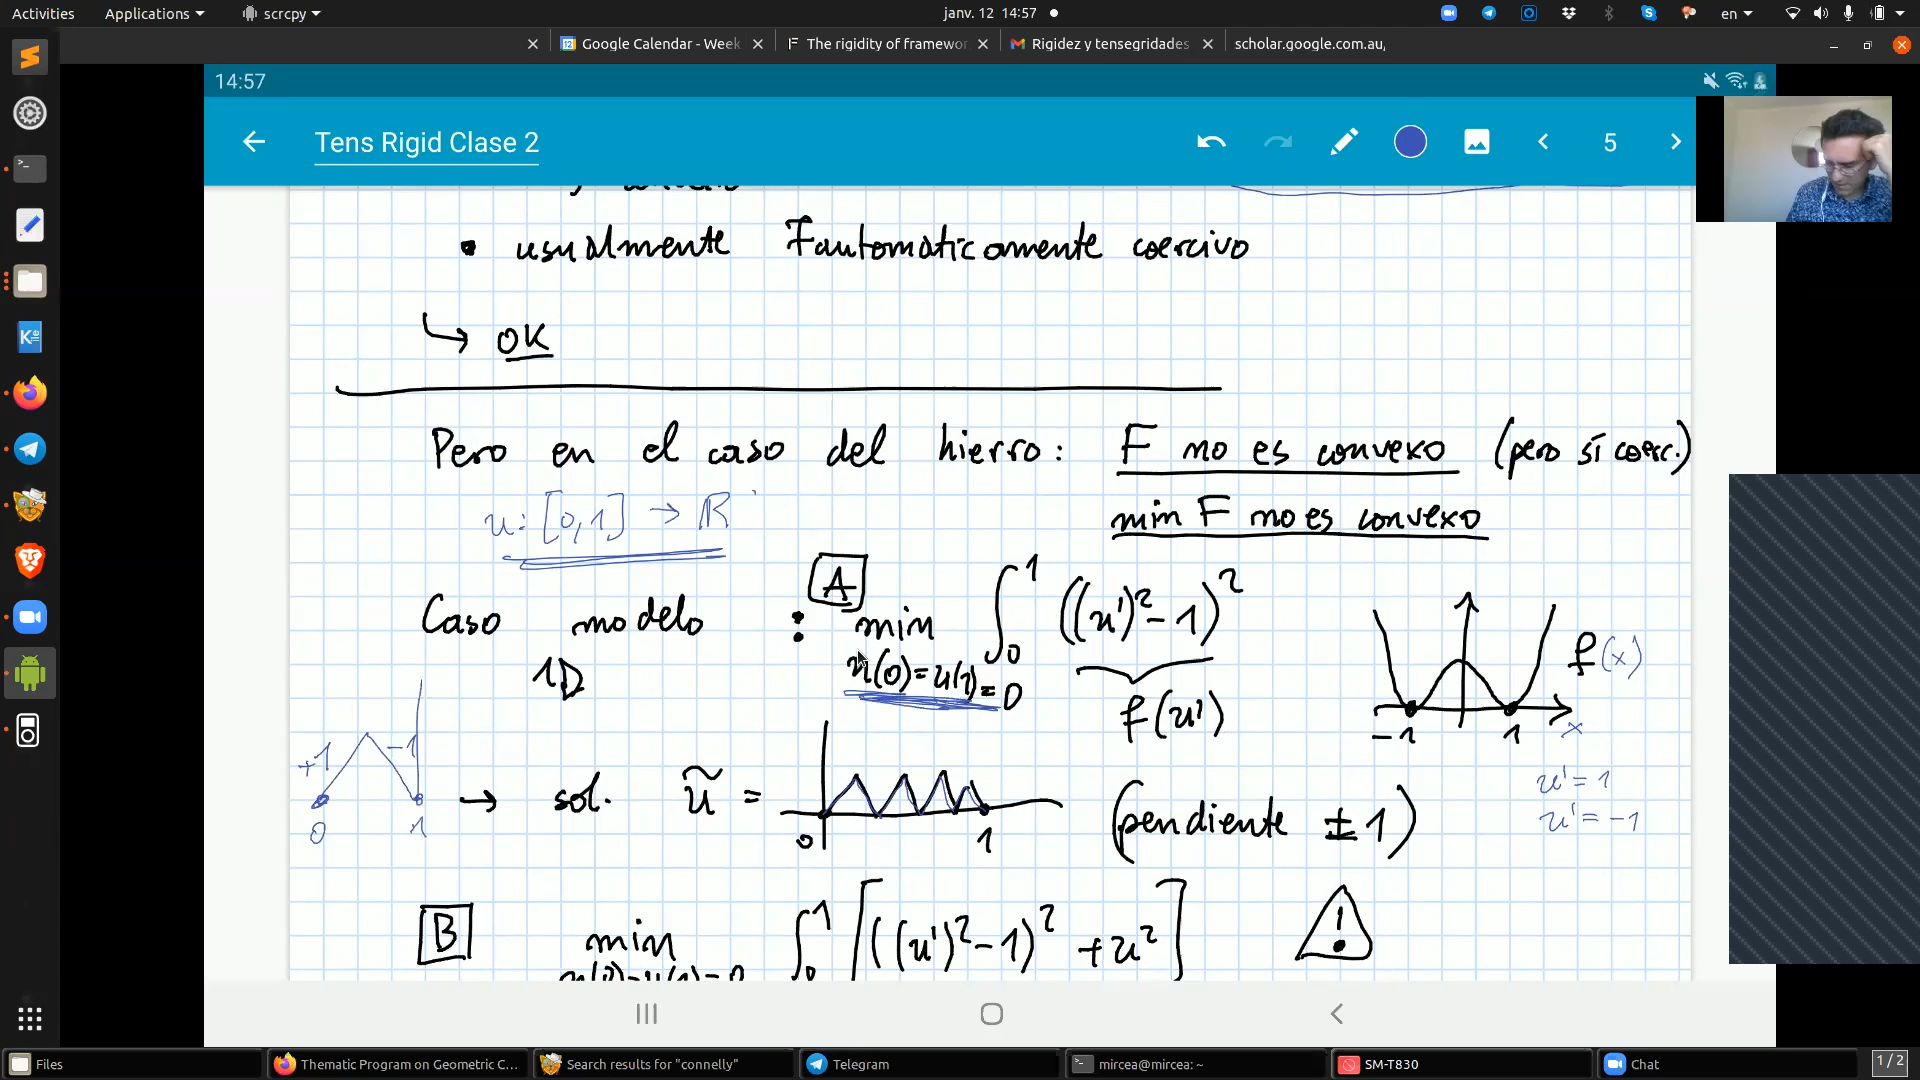 Activities Applications scrcpy janv. 12 14:57 en
Google Calendar - Week The rigidity of framewo Rigidez y tensegridades scholar.google.com.au,
14:57
Tens Rigid Clase 2 5
• usualmente F automaticamente coercivo
↳ OK
Pero en el caso del hierro: F no es convexo (pero sí coerc.)
u: [0,1] → ℝ
min F no es convexo
Caso modelo 1D : A min ∫₀¹ ((u')² - 1)²
u(0)=u(1)=0
f(u')
f(x)
-1 1 x
+1 -1
0 1
→ sol. ũ =
0 1
(pendiente ±1)
u' = 1
u' = -1
B min ∫₀¹ [((u')² - 1)² + u²] !
u(0)=u(1)=0
Files Thematic Program on Geometric C... Search results for "connelly" Telegram mircea@mircea: ~ SM-T830 Chat 1 / 2